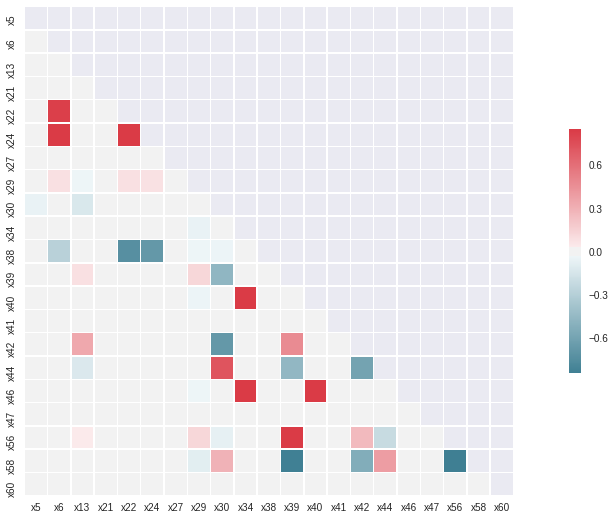 x5
x6
x13
x21
x22
x24
x27
x29
x30
x34
x38
x39
x40
x41
x42
x44
x46
x47
x56
x58
x60
x5 x6 x13 x21 x22 x24 x27 x29 x30 x34 x38 x39 x40 x41 x42 x44 x46 x47 x56 x58 x60
0.6
0.3
0.0
−0.3
−0.6